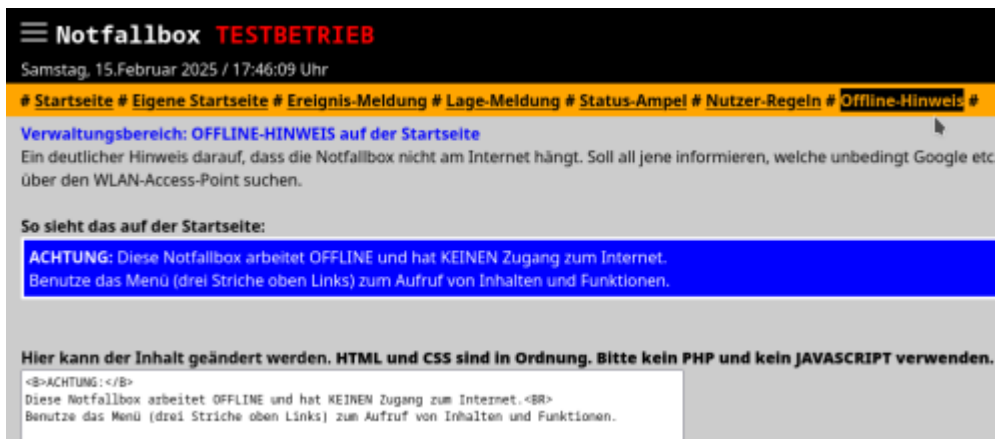 Notfallbox TESTBETRIEB
Samstag, 15.Februar 2025 / 17:46:09 Uhr
# Startseite # Eigene Startseite # Ereignis-Meldung # Lage-Meldung # Status-Ampel # Nutzer-Regeln # Offline-Hinweis #
Verwaltungsbereich: OFFLINE-HINWEIS auf der Startseite
Ein deutlicher Hinweis darauf, dass die Notfallbox nicht am Internet hängt. Soll all jene informieren, welche unbedingt Google etc.
über den WLAN-Access-Point suchen.
So sieht das auf der Startseite:
ACHTUNG: Diese Notfallbox arbeitet OFFLINE und hat KEINEN Zugang zum Internet.
Benutze das Menü (drei Striche oben Links) zum Aufruf von Inhalten und Funktionen.
Hier kann der Inhalt geändert werden. HTML und CSS sind in Ordnung. Bitte kein PHP und kein JAVASCRIPT verwenden.
<B>ACHTUNG:</B>
Diese Notfallbox arbeitet OFFLINE und hat KEINEN Zugang zum Internet.<BR>
Benutze das Menü (drei Striche oben Links) zum Aufruf von Inhalten und Funktionen.